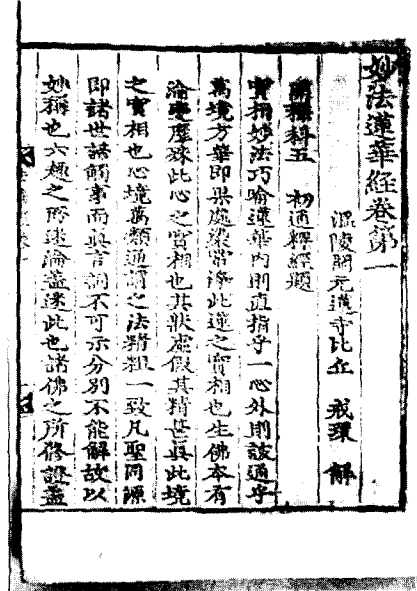 妙法蓮華經卷第一
溫陵開元蓮寺比丘　戒環　解
釋科五　初通釋經題
實相妙法巧喻蓮華內則直指乎一心外則該通乎
萬境方華即果處染常淨此蓮之實相也生佛本有
淪變靡殊此心之實相也其狀虛假其精甚真此境
之實相也心境萬類通謂之法精粗一致凡聖同源
即諸世諦觸事而真言詞不可示分別不能解故以
妙稱也六趣之所迷淪蓋迷此也諸佛之所修證蓋